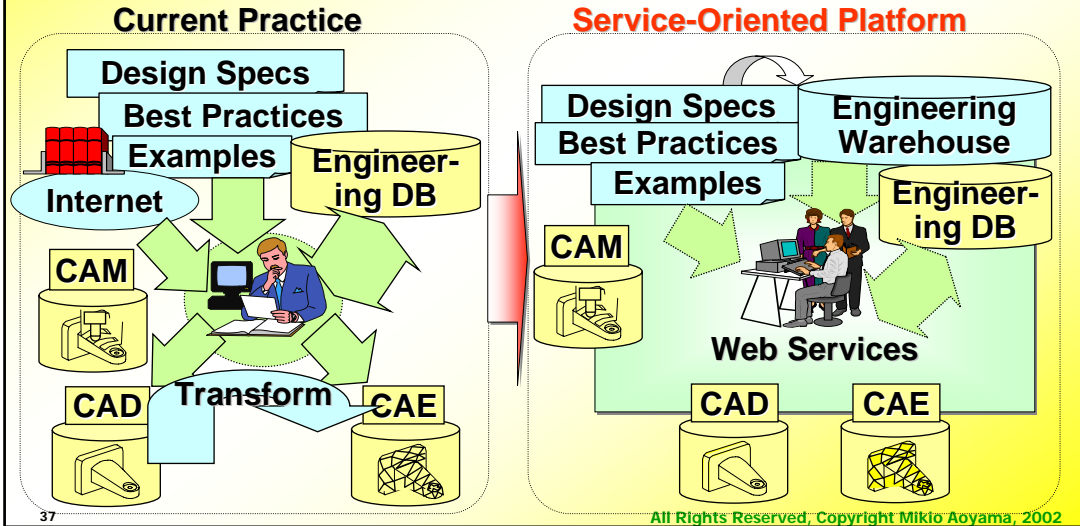 Current Practice
Design Specs
Best Practices
Examples
Engineer-
ing DB
Internet
CAM
Transform
CAD
CAE
37
Service-Oriented Platform
Design Specs
Best Practices
Examples
Engineering
Warehouse
Engineer-
ing DB
CAM
Web Services
CAD
CAE
All Rights Reserved, Copyright Mikio Aoyama, 2002